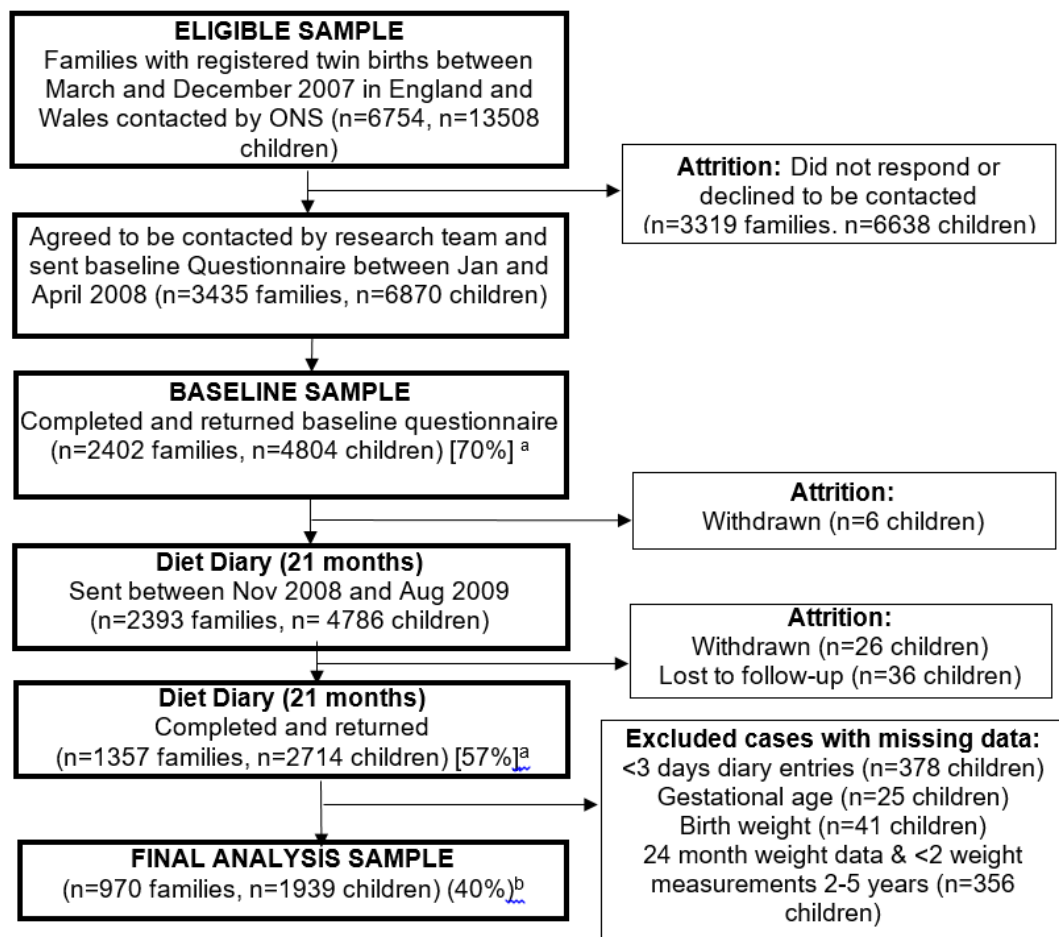 ELIGIBLE SAMPLE
Families with registered twin births between
March and December 2007 in England and
Wales contacted by ONS (n=6754, n=13508
children)
Attrition: Did not respond or
declined to be contacted
(n=3319 families. n=6638 children)
Agreed to be contacted by research team and
sent baseline Questionnaire between Jan and
April 2008 (n=3435 families, n=6870 children)
BASELINE SAMPLE
Completed and returned baseline questionnaire
(n=2402 families, n=4804 children) [70%] a
Attrition:
Withdrawn (n=6 children)
Diet Diary (21 months)
Sent between Nov 2008 and Aug 2009
(n=2393 families, n= 4786 children)
Attrition:
Withdrawn (n=26 children)
Lost to follow-up (n=36 children)
Diet Diary (21 months)
Completed and returned
(n=1357 families, n=2714 children) [57%]a
Excluded cases with missing data:
<3 days diary entries (n=378 children)
Gestational age (n=25 children)
Birth weight (n=41 children)
24 month weight data & <2 weight
measurements 2-5 years (n=356
children)
FINAL ANALYSIS SAMPLE
(n=970 families, n=1939 children) (40%)b